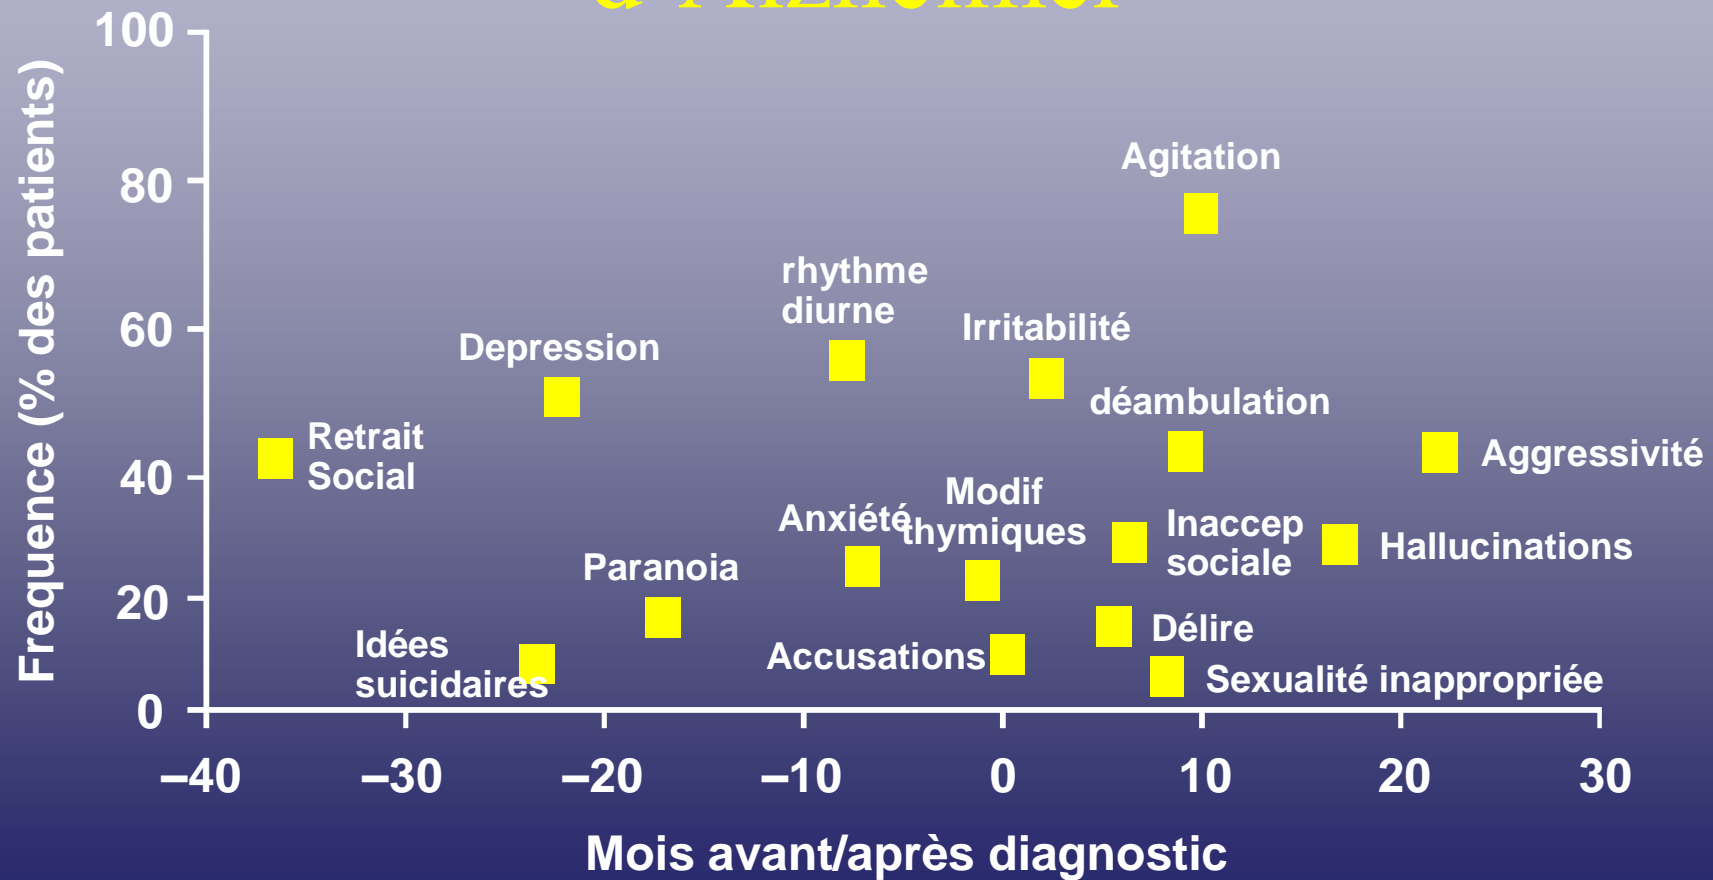 100
80
60
40
20
0
Frequence (% des patients)
Agitation
rhythme
diurne
Irritabilité
Depression
déambulation
Retrait
Social
Aggressivité
Modif
thymiques
Anxiété
Inaccep
sociale
Hallucinations
Paranoia
Idées
suicidaires
Délire
Accusations
Sexualité inappropriée
–40 –30 –20 –10 0 10 20 30
Mois avant/après diagnostic